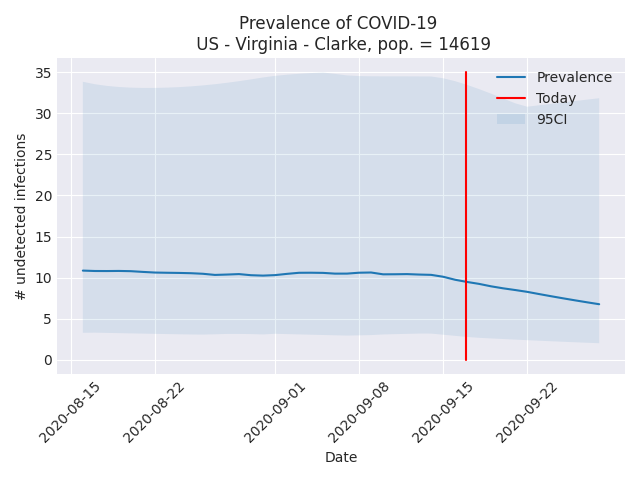 Prevalence of COVID-19
US - Virginia - Clarke, pop. = 14619
# undetected infections
35
30
25
20
15
10
5
0
Prevalence
Today
95CI
2020-08-15
2020-08-22
2020-09-01
2020-09-08
2020-09-15
2020-09-22
Date